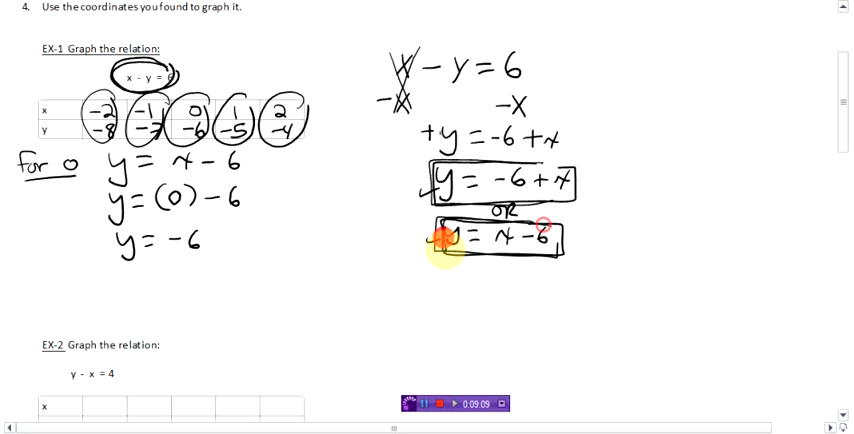 4. Use the coordinates you found to graph it.
EX-1 Graph the relation:
x - y = 6
x -2 -1 0 1 2
y -8 -7 -6 -5 -4
for 0 y = x - 6
y = (0) - 6
y = -6
x - y = 6
-x -x
+y = -6 + x
y = -6 + x
OR
y = x - 6
EX-2 Graph the relation:
y - x = 4
x
0:09:09